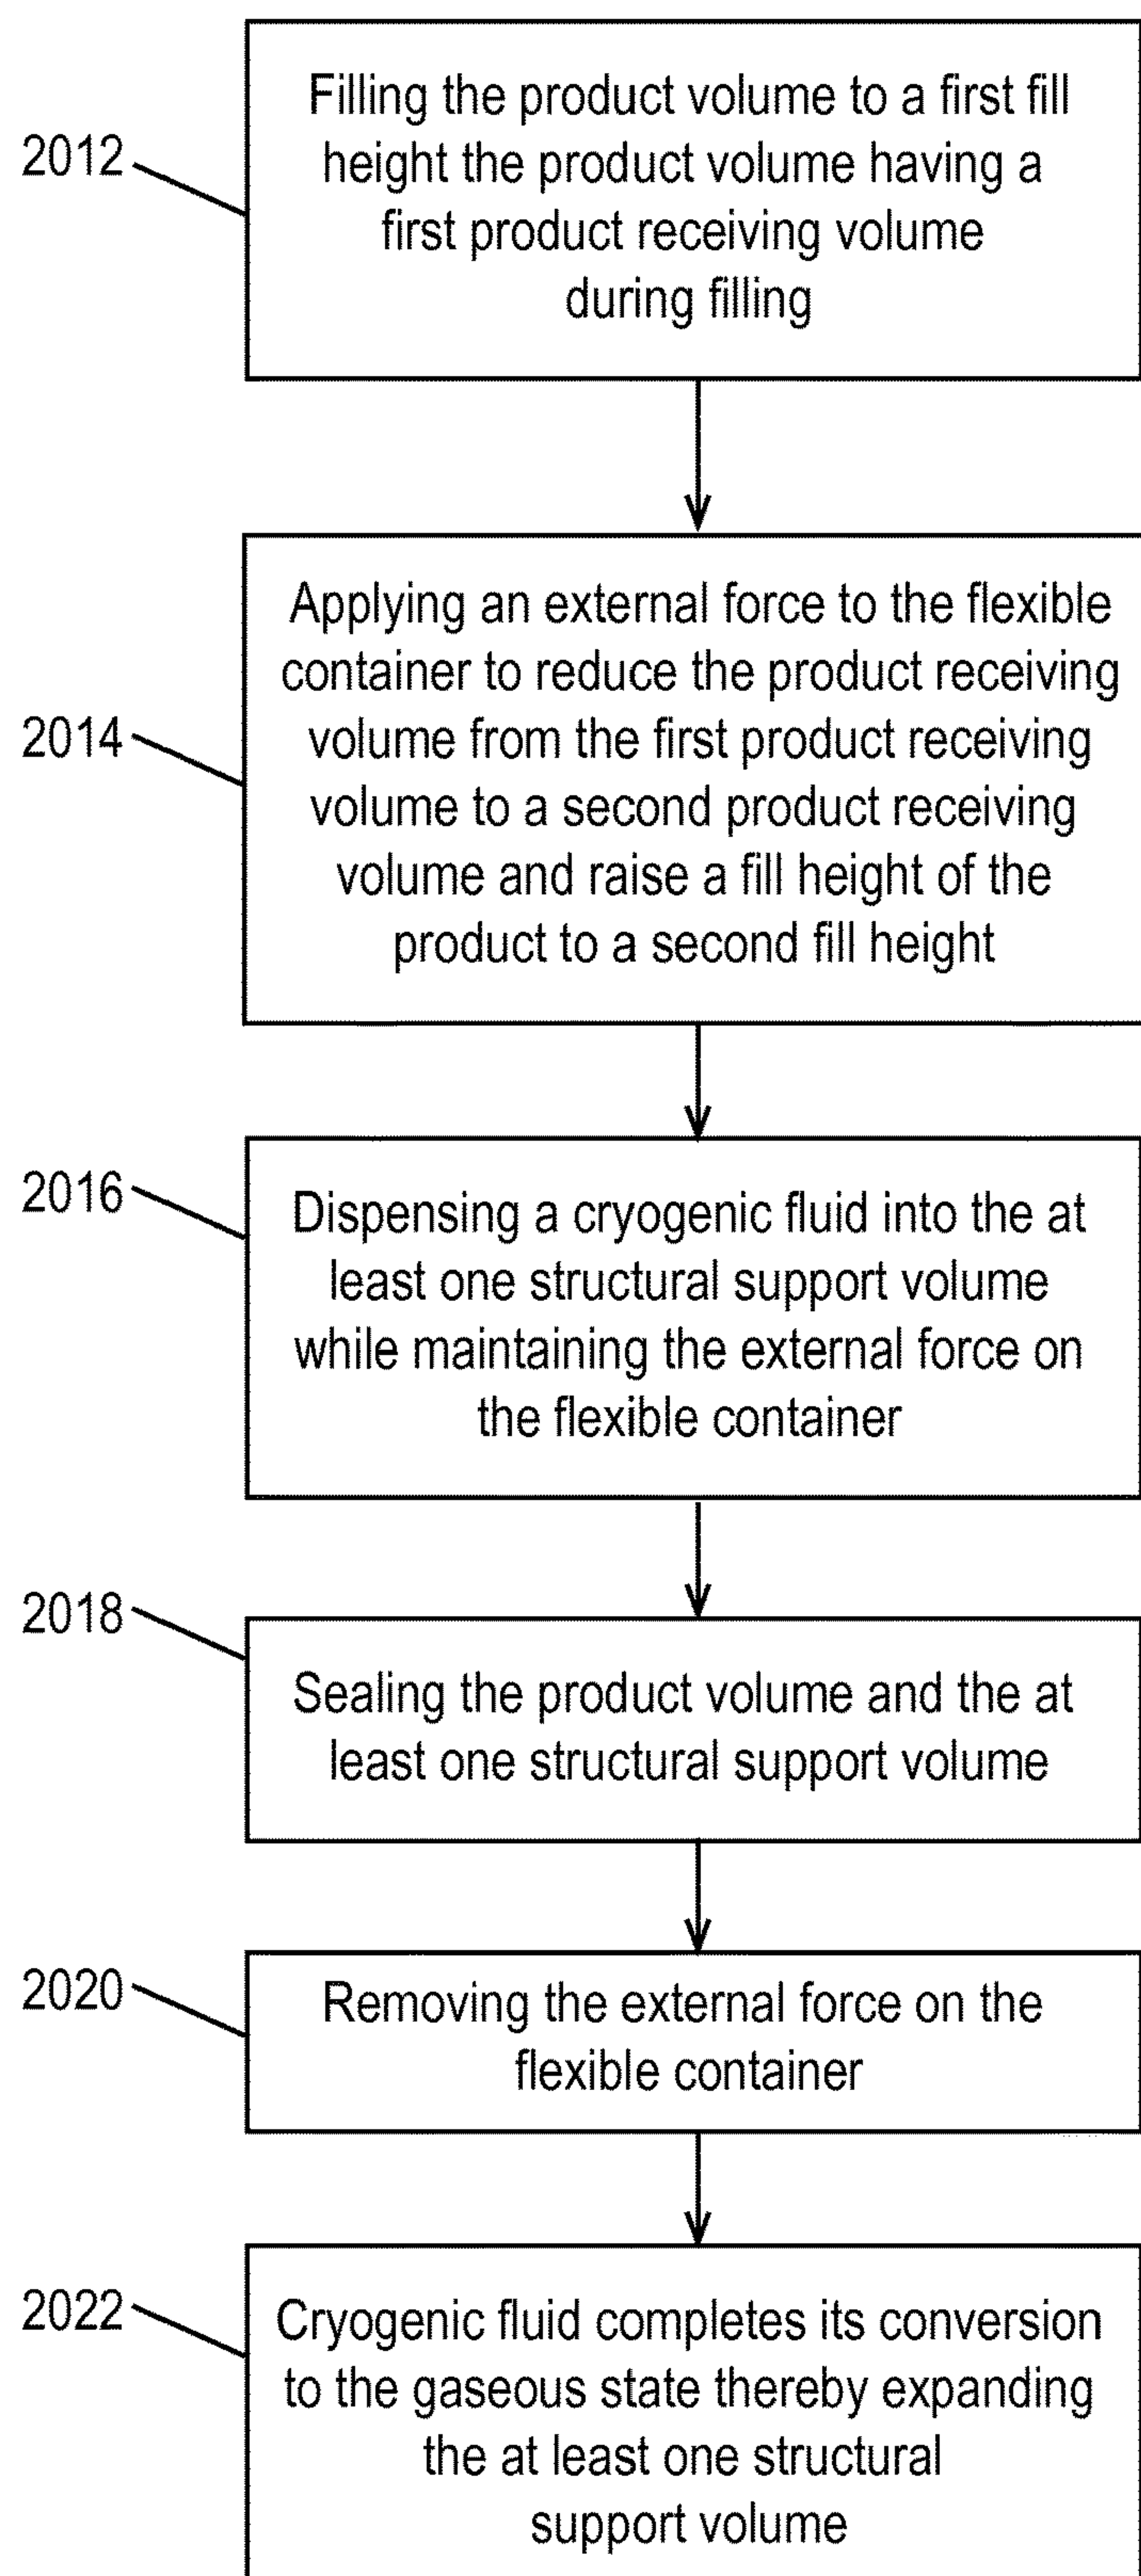 2012
Filling the product volume to a first fill
height the product volume having a
first product receiving volume
during filling
2014
Applying an external force to the flexible
container to reduce the product receiving
volume from the first product receiving
volume to a second product receiving
volume and raise a fill height of the
product to a second fill height
2016
Dispensing a cryogenic fluid into the at
least one structural support volume
while maintaining the external force on
the flexible container
2018
Sealing the product volume and the at
least one structural support volume
2020
Removing the external force on the
flexible container
2022
Cryogenic fluid completes its conversion
to the gaseous state thereby expanding
the at least one structural
support volume